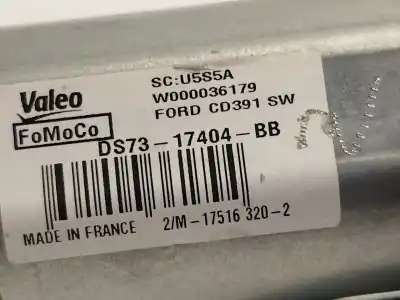 SC:U5S5A
Valeo
W000036179
FORD CD391 SW
FoMoCo
DS73-17404-BB
MADE IN FRANCE
2/M-17516 320-2